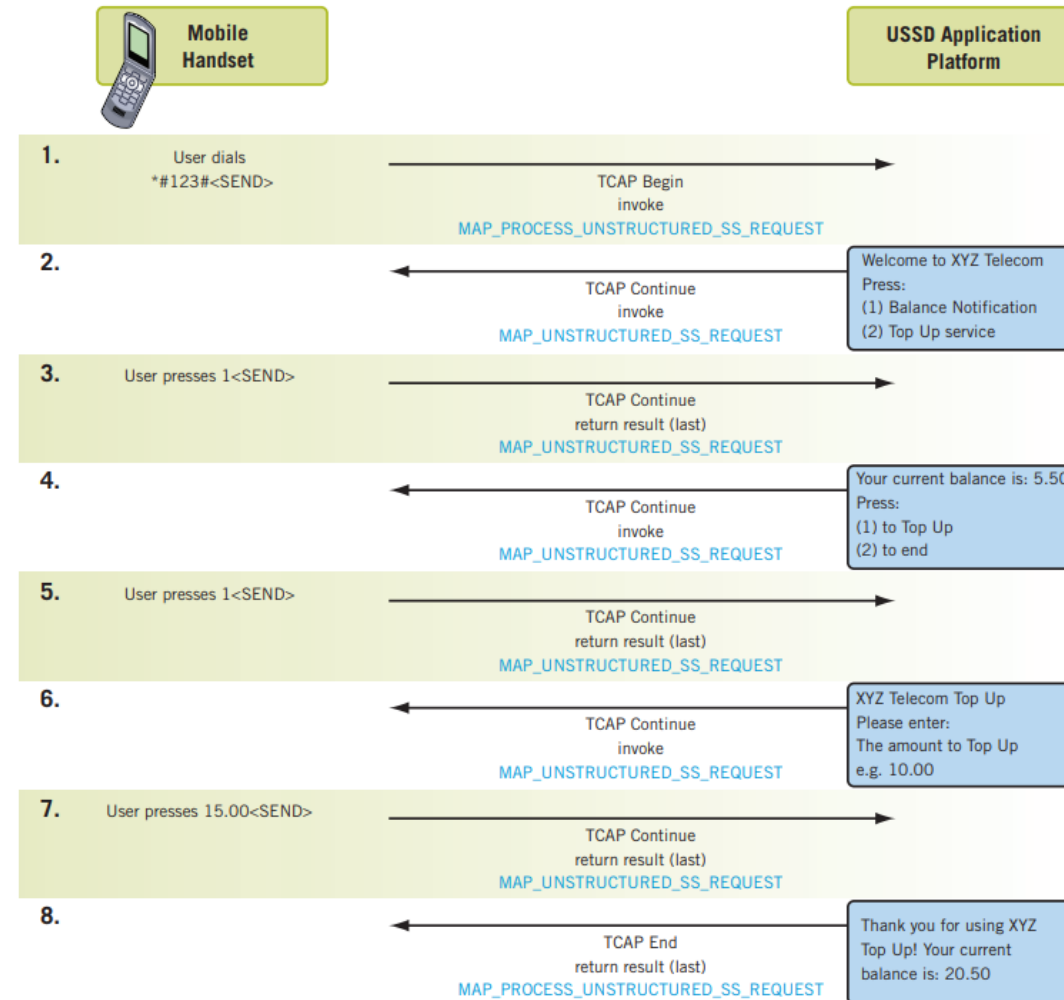 Mobile
Handset
USSD Application
Platform
1.
User dials
*#123#<SEND>
TCAP Begin
invoke
MAP_PROCESS_UNSTRUCTURED_SS_REQUEST
2.
TCAP Continue
invoke
MAP_UNSTRUCTURED_SS_REQUEST
Welcome to XYZ Telecom
Press:
(1) Balance Notification
(2) Top Up service
3.
User presses 1<SEND>
TCAP Continue
return result (last)
MAP_UNSTRUCTURED_SS_REQUEST
4.
TCAP Continue
invoke
MAP_UNSTRUCTURED_SS_REQUEST
Your current balance is: 5.50
Press:
(1) to Top Up
(2) to end
5.
User presses 1<SEND>
TCAP Continue
return result (last)
MAP_UNSTRUCTURED_SS_REQUEST
6.
TCAP Continue
invoke
MAP_UNSTRUCTURED_SS_REQUEST
XYZ Telecom Top Up
Please enter:
The amount to Top Up
e.g. 10.00
7.
User presses 15.00<SEND>
TCAP Continue
return result (last)
MAP_UNSTRUCTURED_SS_REQUEST
8.
TCAP End
return result (last)
MAP_PROCESS_UNSTRUCTURED_SS_REQUEST
Thank you for using XYZ
Top Up! Your current
balance is: 20.50